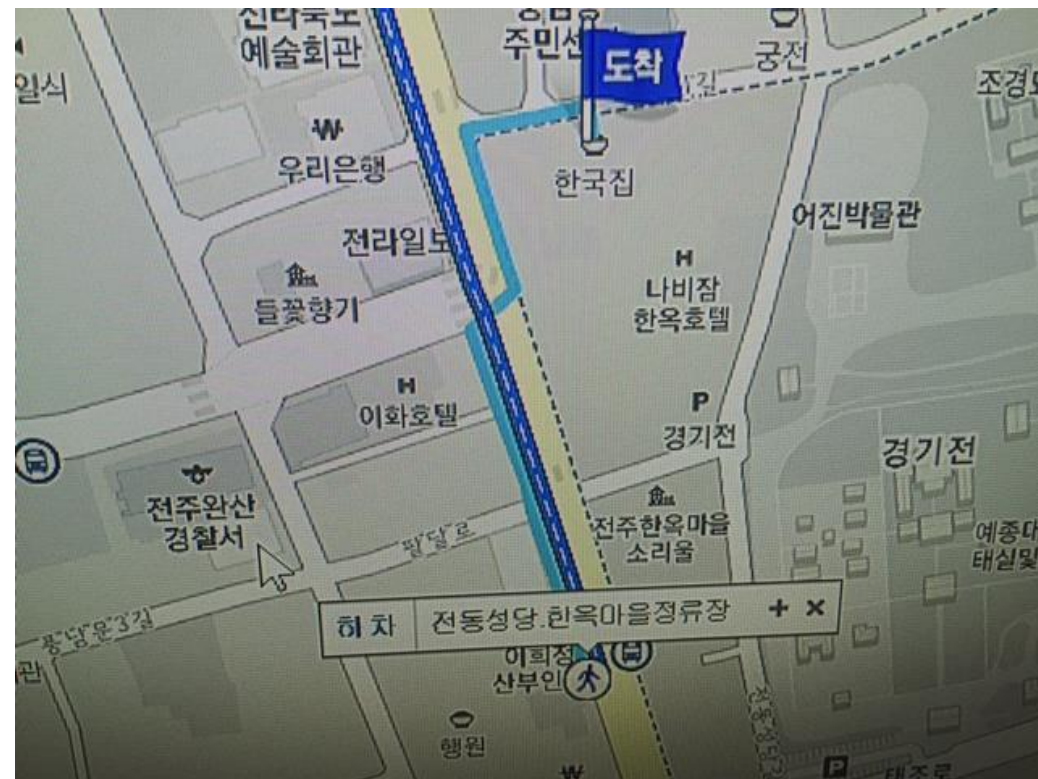 예술회관
주민센
도착
궁전
일식
우리은행
한국집
어진박물관
전라일보
들꽃향기
H
나비잠
한옥호텔
H
이화호텔
P
경기전
경기전
전주완산
경찰서
팔달로
전주한옥마을
소리울
예종대
태실및
풍남문3길
하차 전동성당.한옥마을정류장 + ×
이희정
산부인
행원
P
태조로